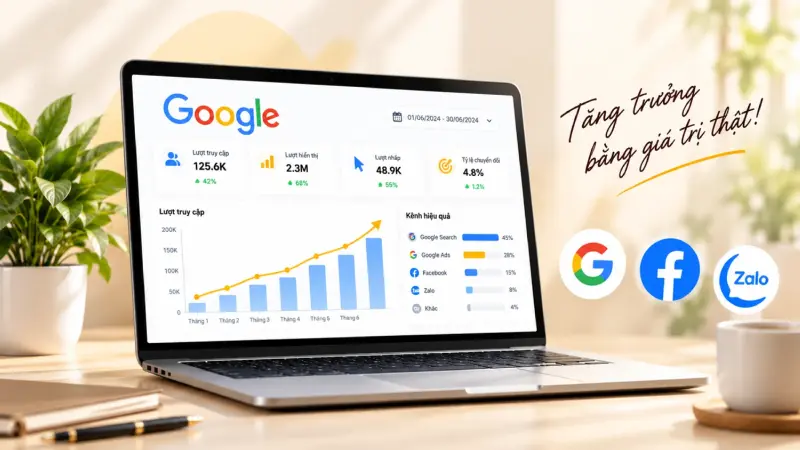 Google
01/06/2024 - 30/06/2024
Lượt truy cập
125.6K
42%
Lượt hiển thị
2.3M
68%
Lượt nhấp
48.9K
55%
Tỷ lệ chuyển đổi
4.8%
1.2%
Lượt truy cập
200K
150K
100K
50K
0
Tháng 1 Tháng 2 Tháng 3 Tháng 4 Tháng 5 Tháng 6
Kênh hiệu quả
Google Search 45%
Google Ads 28%
Facebook 15%
Zalo 8%
Khác 4%
Tăng trưởng
bằng giá trị thật!
Zalo